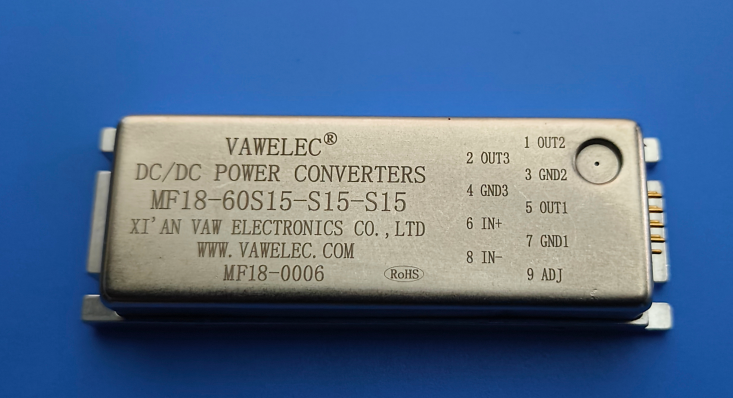 VAWELEC®
DC/DC POWER CONVERTERS
MF18-60S15-S15-S15
XI'AN VAW ELECTRONICS CO.,LTD
WWW.VAWELEC.COM
MF18-0006
RoHS
1 OUT2
2 OUT3
3 GND2
4 GND3
5 OUT1
6 IN+
7 GND1
8 IN-
9 ADJ